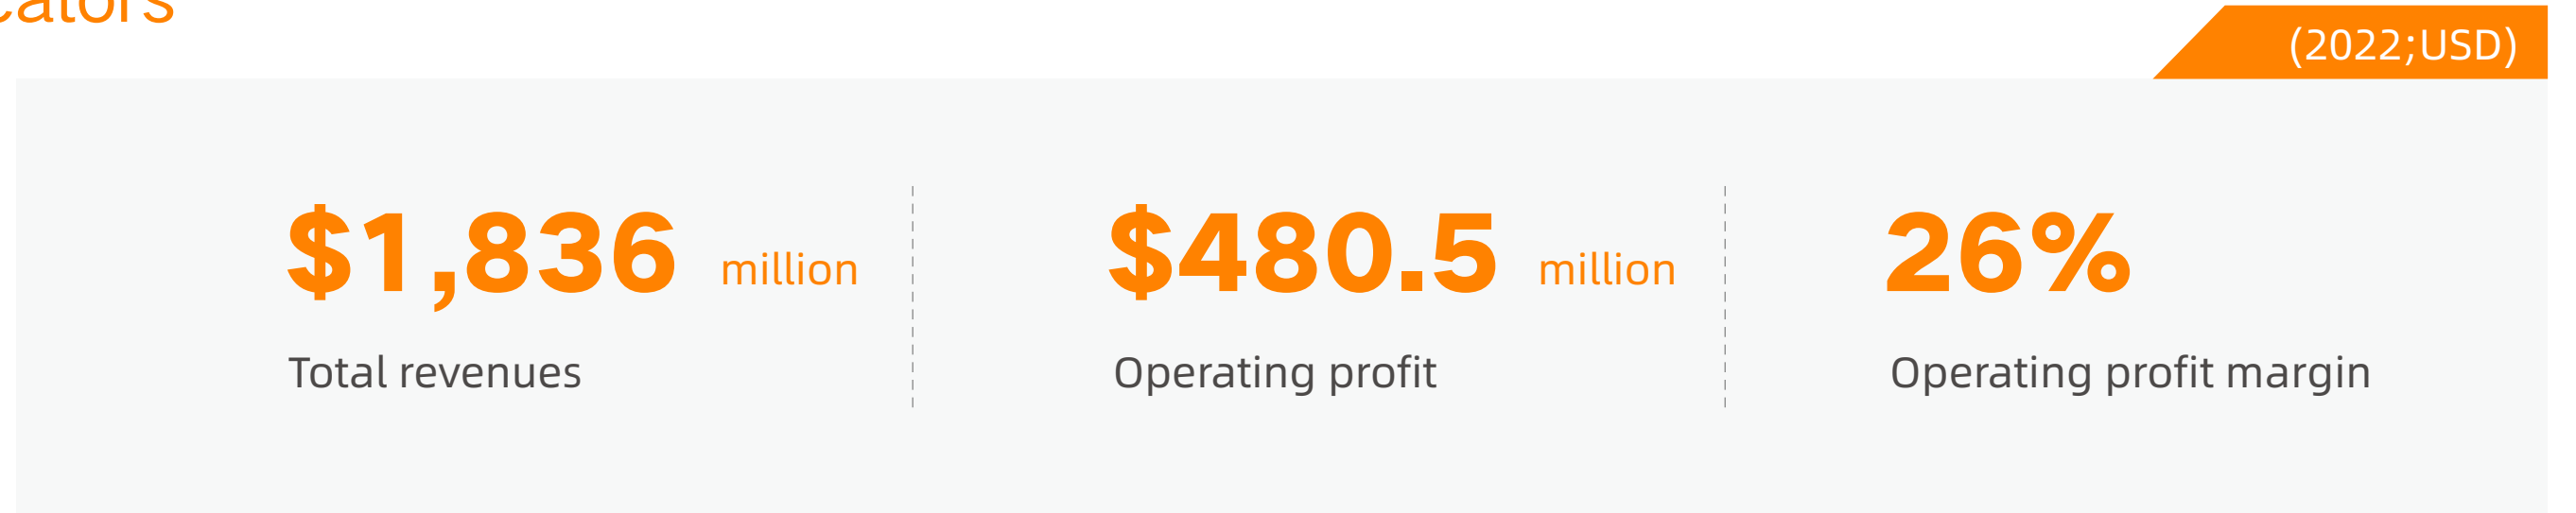 (2022;USD)
$1,836 million
Total revenues
$480.5 million
Operating profit
26%
Operating profit margin